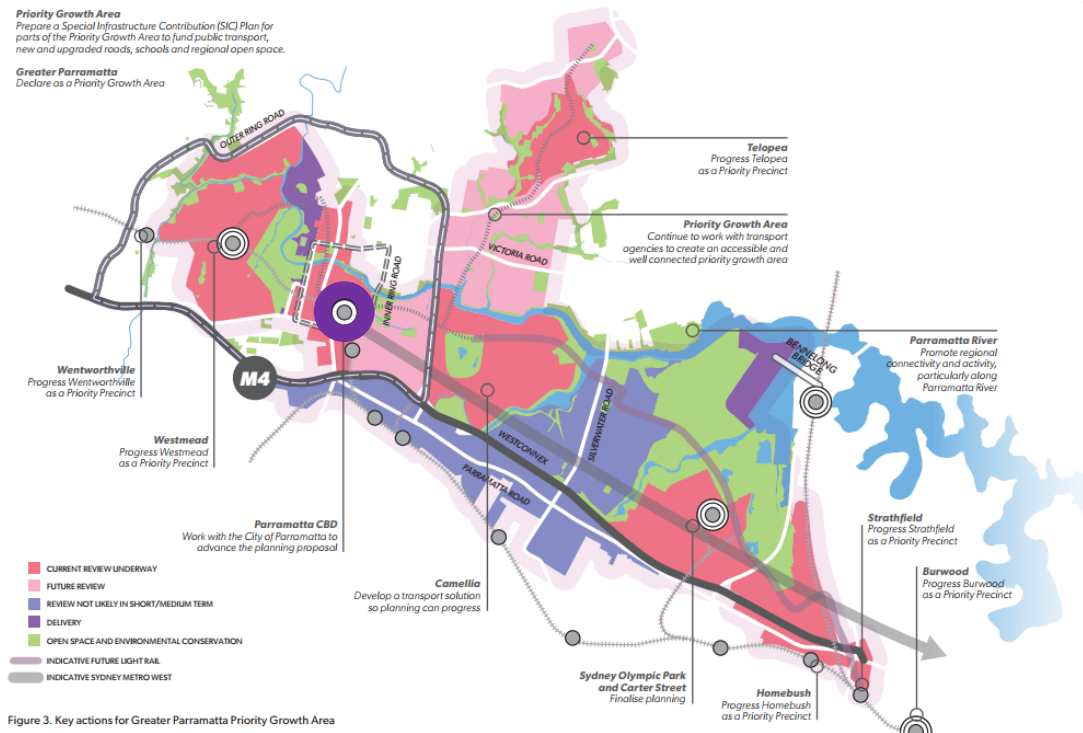 Priority Growth Area
Prepare a Special Infrastructure Contribution (SIC) Plan for
parts of the Priority Growth Area to fund public transport,
new and upgraded roads, schools and regional open space.
Greater Parramatta
Declare as a Priority Growth Area
OUTER RING ROAD
Telopea
Progress Telopea
as a Priority Precinct
Priority Growth Area
Continue to work with transport
agencies to create an accessible and
well connected priority growth area
VICTORIA ROAD
INNER RING ROAD
Parramatta River
Promote regional
connectivity and activity,
particularly along
Parramatta River
BENNELONG
BRIDGE
M4
Wentworthville
Progress Wentworthville
as a Priority Precinct
Westmead
Progress Westmead
as a Priority Precinct
SILVERWATER ROAD
WESTCONNEX
PARRAMATTA ROAD
Parramatta CBD
Work with the City of Parramatta to
advance the planning proposal
Camellia
Develop a transport solution
so planning can progress
Strathfield
Progress Strathfield
as a Priority Precinct
Burwood
Progress Burwood
as a Priority Precinct
Sydney Olympic Park
and Carter Street
Finalise planning
Homebush
Progress Homebush
as a Priority Precinct
CURRENT REVIEW UNDERWAY
FUTURE REVIEW
REVIEW NOT LIKELY IN SHORT/MEDIUM TERM
DELIVERY
OPEN SPACE AND ENVIRONMENTAL CONSERVATION
INDICATIVE FUTURE LIGHT RAIL
INDICATIVE SYDNEY METRO WEST
Figure 3. Key actions for Greater Parramatta Priority Growth Area